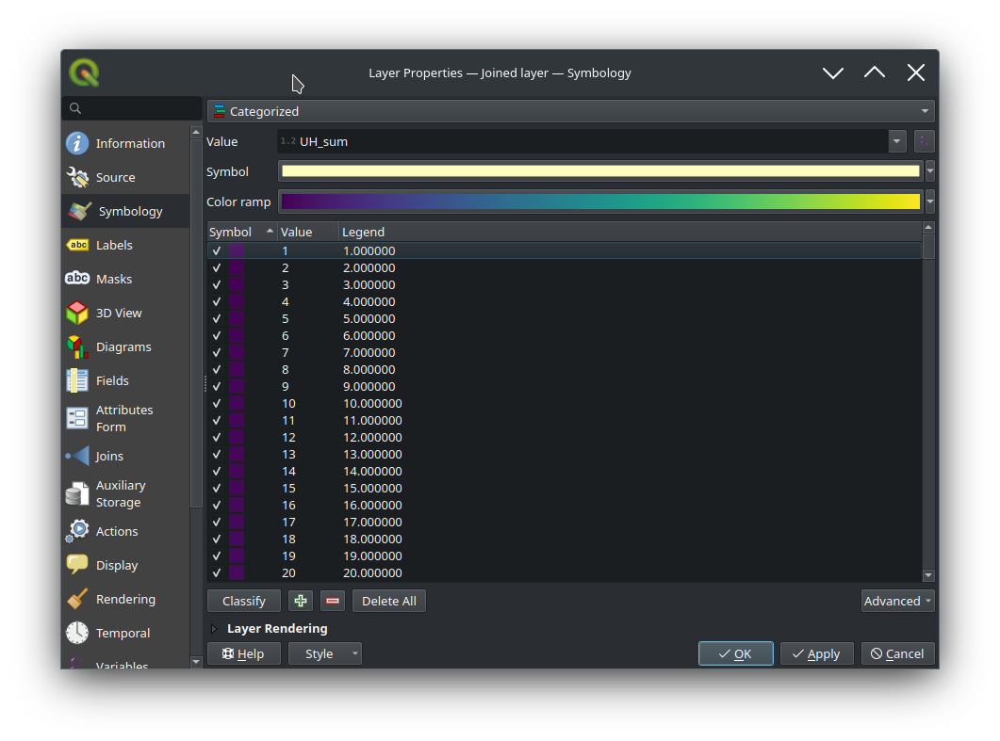 Layer Properties — Joined layer — Symbology
Information
Source
Symbology
abc Labels
abc Masks
3D View
Diagrams
Fields
Attributes
Form
Joins
Auxiliary
Storage
Actions
Display
Rendering
Temporal
Variables
Categorized
Value 1.2 UH_sum
Symbol
Color ramp
Symbol Value Legend
1 1.000000
2 2.000000
3 3.000000
4 4.000000
5 5.000000
6 6.000000
7 7.000000
8 8.000000
9 9.000000
10 10.000000
11 11.000000
12 12.000000
13 13.000000
14 14.000000
15 15.000000
16 16.000000
17 17.000000
18 18.000000
19 19.000000
20 20.000000
Classify Delete All Advanced
Layer Rendering
Help Style OK Apply Cancel